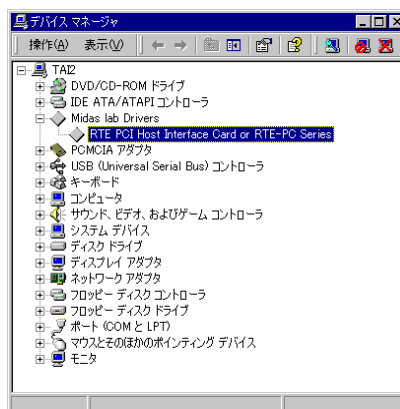 デバイス マネージャ
操作(A) 表示(V)
TAI2
DVD/CD-ROM ドライブ
IDE ATA/ATAPI コントローラ
Midas lab Drivers
RTE PCI Host Interface Card or RTE-PC Series
PCMCIA アダプタ
USB (Universal Serial Bus) コントローラ
キーボード
コンピュータ
サウンド、ビデオ、およびゲーム コントローラ
システム デバイス
ディスク ドライブ
ディスプレイ アダプタ
ネットワーク アダプタ
フロッピー ディスク コントローラ
フロッピー ディスク ドライブ
ポート (COM と LPT)
マウスとそのほかのポインティング デバイス
モニタ